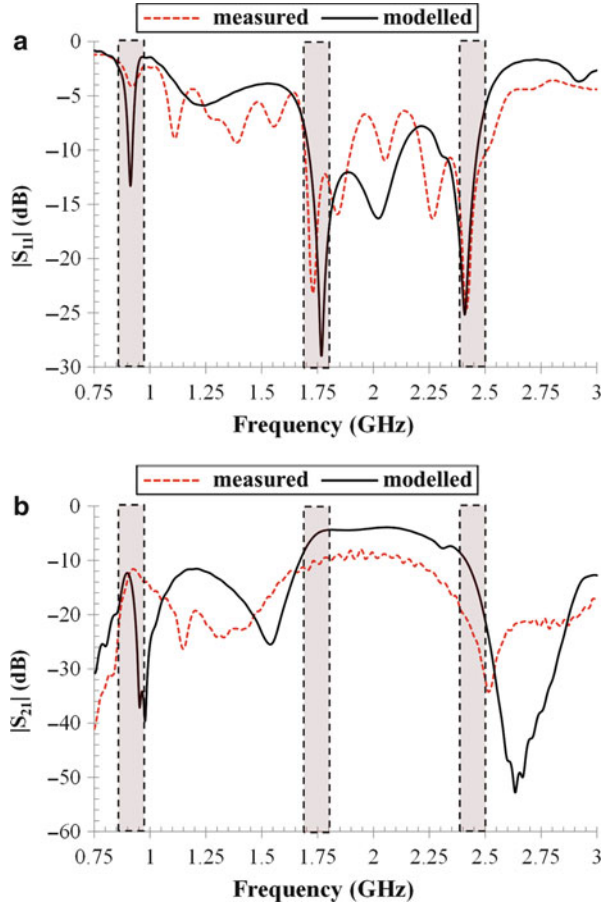 measured modelled
a
0
−5
−10
−15
−20
−25
−30
|S11| (dB)
0.75 1 1.25 1.5 1.75 2 2.25 2.5 2.75 3
Frequency (GHz)
measured modelled
b
0
−10
−20
−30
−40
−50
−60
|S21| (dB)
0.75 1 1.25 1.5 1.75 2 2.25 2.5 2.75 3
Frequency (GHz)